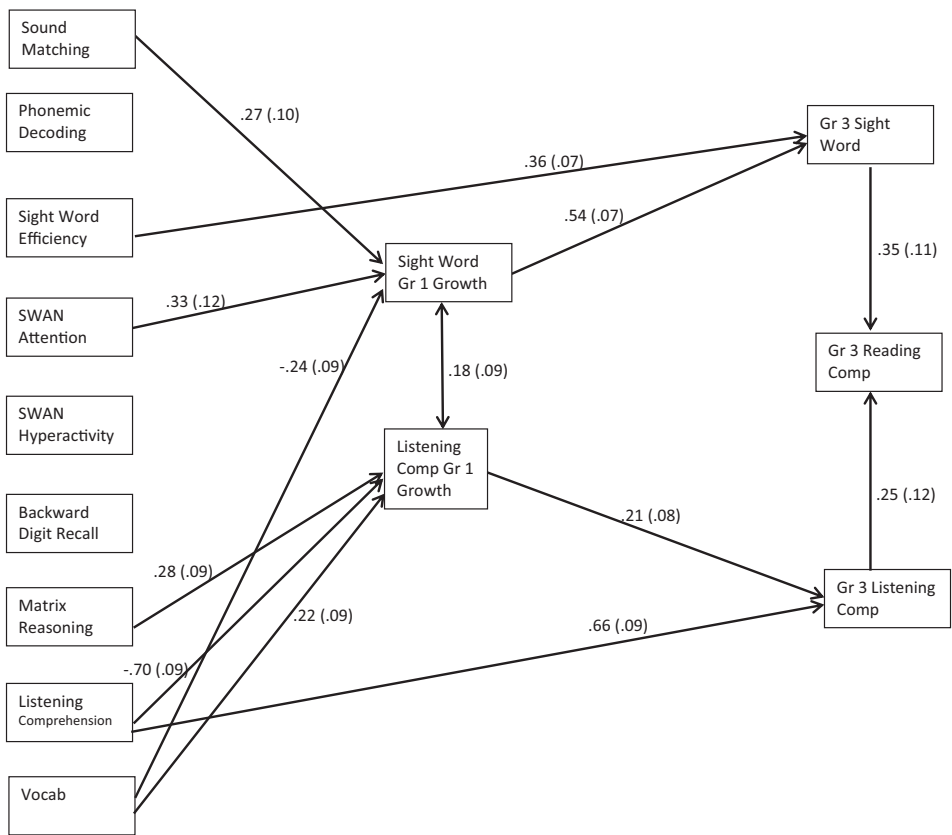 Sound
Matching
Phonemic
Decoding
Sight Word
Efficiency
SWAN
Attention
SWAN
Hyperactivity
Backward
Digit Recall
Matrix
Reasoning
Listening
Comprehension
Vocab
.27 (.10)
.33 (.12)
-.24 (.09)
.28 (.09)
-.70 (.09)
.22 (.09)
Sight Word
Gr 1 Growth
.18 (.09)
Listening
Comp Gr 1
Growth
.36 (.07)
.54 (.07)
.21 (.08)
.66 (.09)
Gr 3 Sight
Word
.35 (.11)
Gr 3 Reading
Comp
.25 (.12)
Gr 3 Listening
Comp